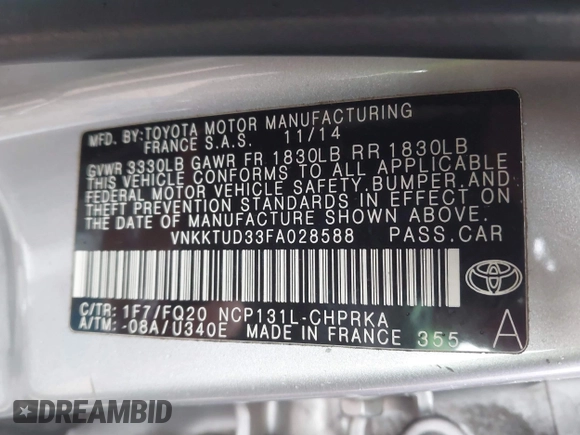 MFD. BY: TOYOTA MOTOR MANUFACTURING
FRANCE S.A.S. 11/14
GVWR 3330LB GAWR FR 1830LB RR 1830LB
THIS VEHICLE CONFORMS TO ALL APPLICABLE
FEDERAL MOTOR VEHICLE SAFETY, BUMPER, AND
THEFT PREVENTION STANDARDS IN EFFECT ON
THE DATE OF MANUFACTURE SHOWN ABOVE.
VNKKTUD33FA028588 PASS.CAR
C/TR: 1F7/FQ20 NCP131L-CHPRKA
A/TM: -08A/U340E MADE IN FRANCE 355 A
DREAMBID